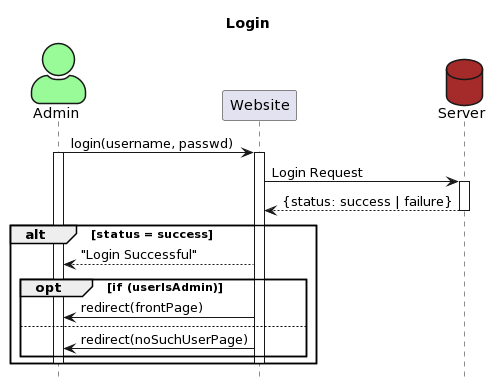 Login
Admin
Website
Server
login(username, passwd)
Login Request
{status: success | failure}
alt [status = success]
"Login Successful"
opt [if (userIsAdmin)]
redirect(frontPage)
redirect(noSuchUserPage)